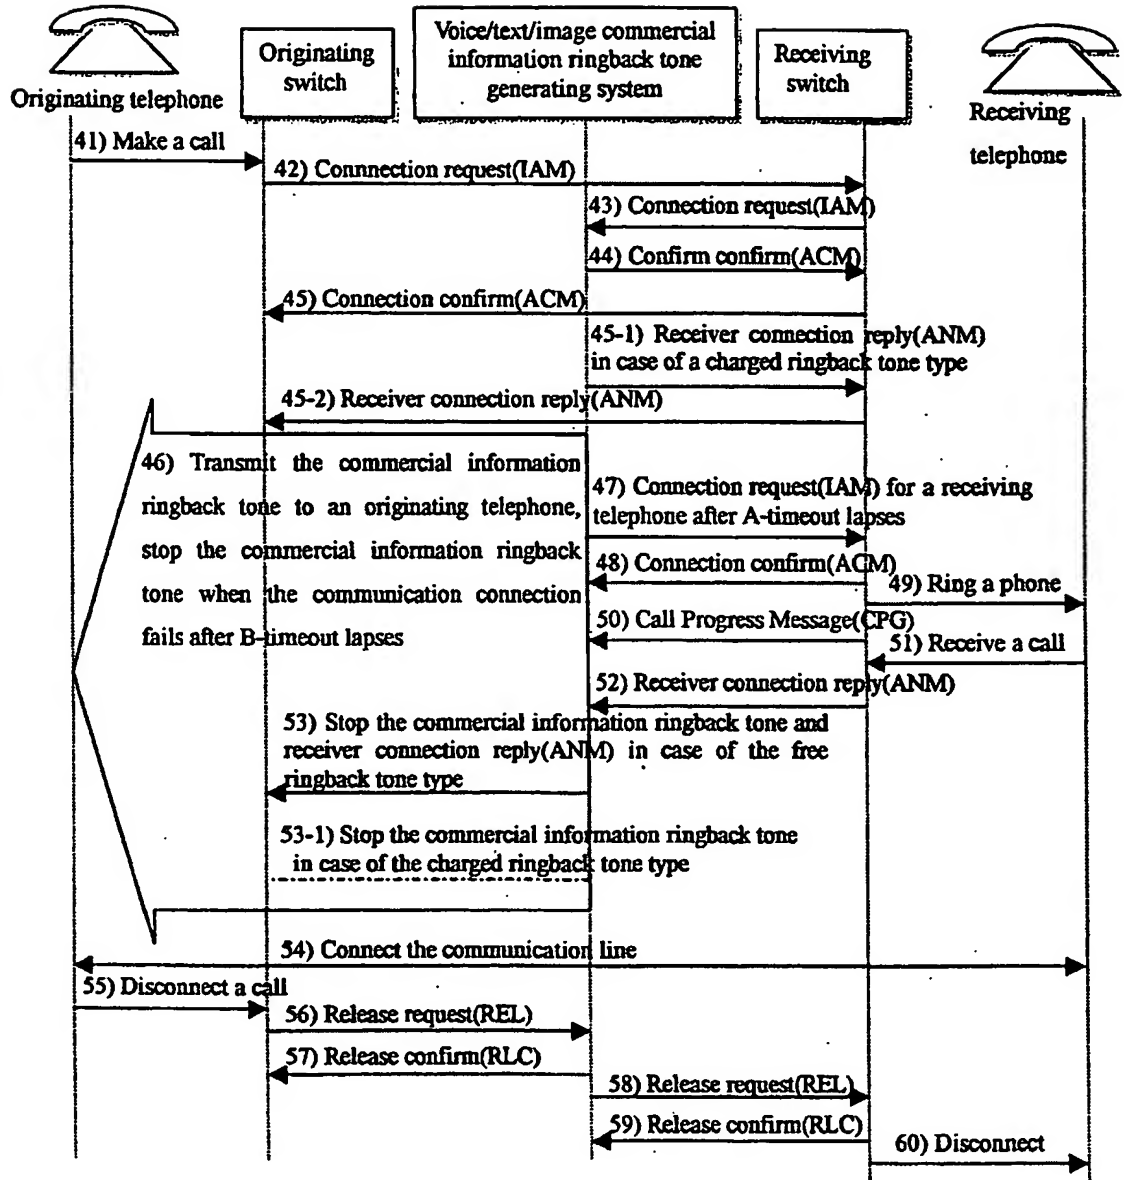 Originating telephone
Originating
switch
Voice/text/image commercial
information ringback tone
generating system
Receiving
switch
Receiving
telephone
41) Make a call
42) Connnection request(IAM)
43) Connection request(IAM)
44) Confirm confirm(ACM)
45) Connection confirm(ACM)
45-1) Receiver connection reply(ANM)
in case of a charged ringback tone type
45-2) Receiver connection reply(ANM)
46) Transmit the commercial information
ringback tone to an originating telephone,
stop the commercial information ringback
tone when the communication connection
fails after B-timeout lapses
47) Connection request(IAM) for a receiving
telephone after A-timeout lapses
48) Connection confirm(ACM)
49) Ring a phone
50) Call Progress Message(CPG)
51) Receive a call
52) Receiver connection reply(ANM)
53) Stop the commercial information ringback tone and
receiver connection reply(ANM) in case of the free
ringback tone type
53-1) Stop the commercial information ringback tone
in case of the charged ringback tone type
54) Connect the communication line
55) Disconnect a call
56) Release request(REL)
57) Release confirm(RLC)
58) Release request(REL)
59) Release confirm(RLC)
60) Disconnect